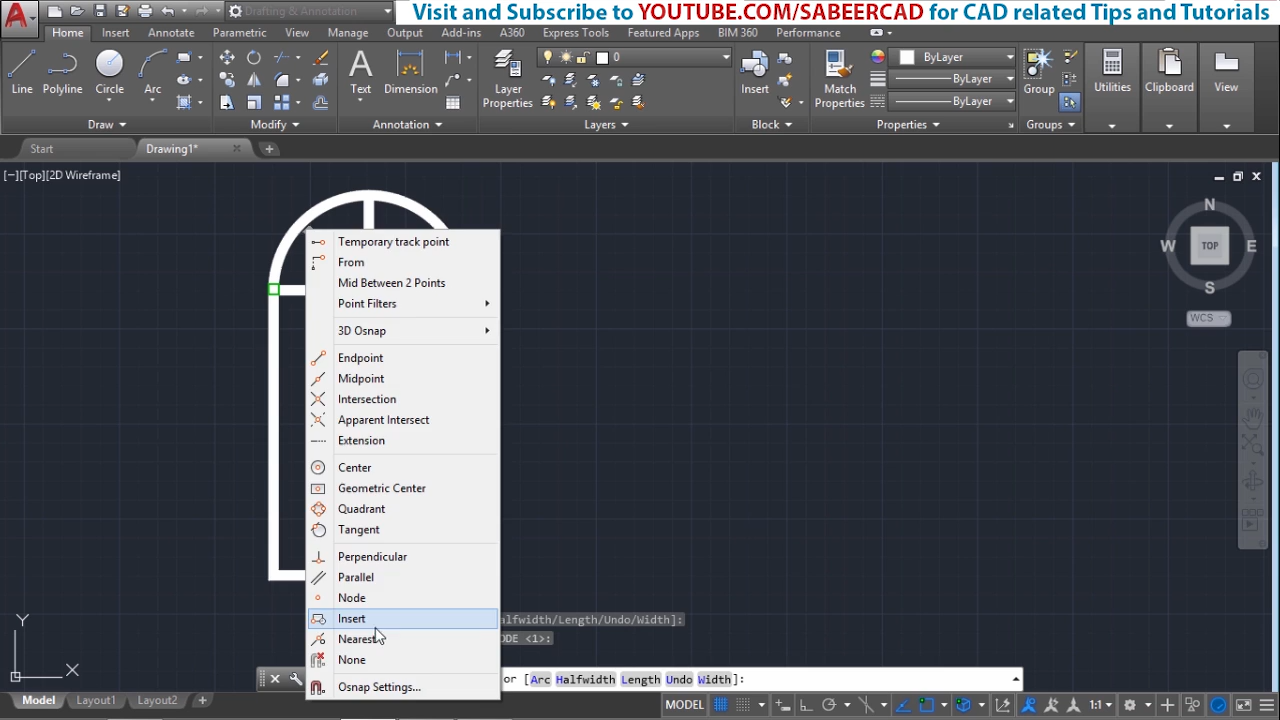 Visit and Subscribe to YOUTUBE.COM/SABEERCAD for CAD related Tips and Tutorials
Drafting & Annotation
Home Insert Annotate Parametric View Manage Output Add-ins A360 Express Tools Featured Apps BIM 360 Performance
0
ByLayer
ByLayer
ByLayer
Line Polyline Circle Arc
Text Dimension
Layer Properties
Insert
Match Properties
Group
Utilities Clipboard View
Draw Modify Annotation Layers Block Properties Groups
Start Drawing1*
[−][Top][2D Wireframe]
N
W TOP E
S
WCS
Temporary track point
From
Mid Between 2 Points
Point Filters
3D Osnap
Endpoint
Midpoint
Intersection
Apparent Intersect
Extension
Center
Geometric Center
Quadrant
Tangent
Perpendicular
Parallel
Node
Insert
Nearest
None
Osnap Settings...
Y
X
alfwidth/Length/Undo/Width]:
ODE <1>:
or [Arc Halfwidth Length Undo Width]:
Model Layout1 Layout2 +
MODEL 1:1